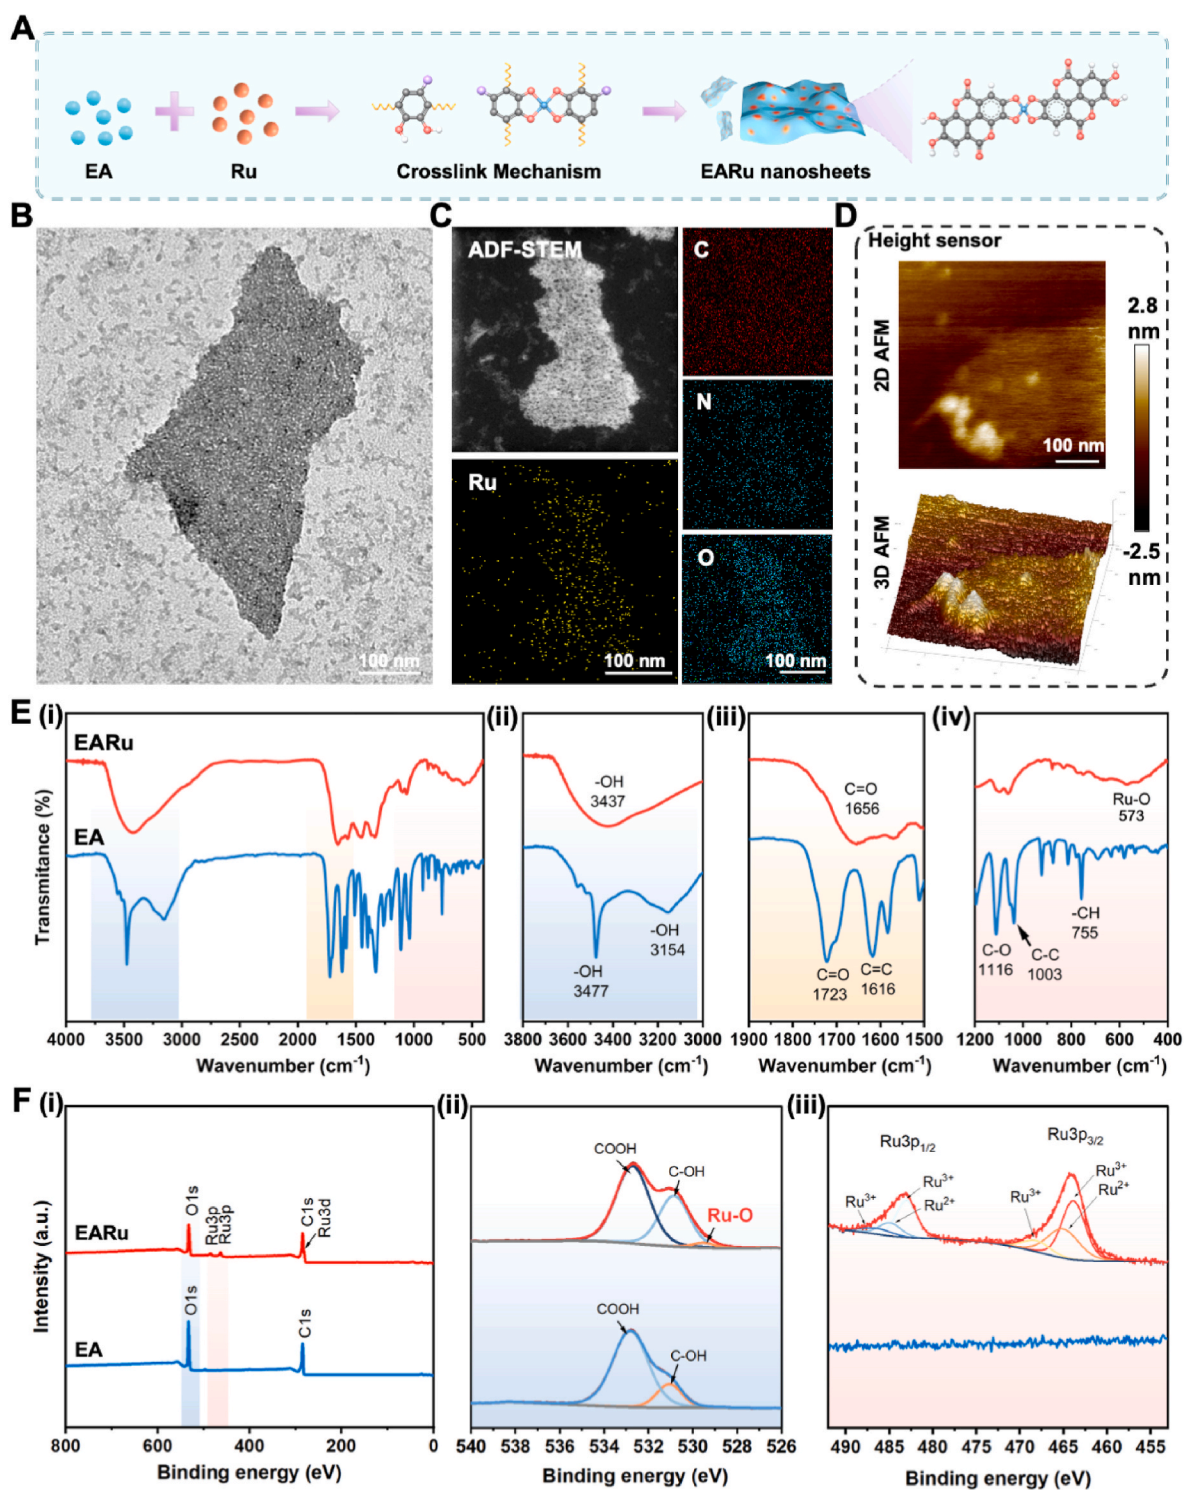 A
EA
Ru
Crosslink Mechanism
EARu nanosheets
B
100 nm
C
ADF-STEM
C
N
Ru
100 nm
O
100 nm
D
Height sensor
2D AFM
100 nm
2.8
nm
-2.5
nm
3D AFM
E (i)
EARu
EA
Transmitance (%)
4000 3000 2000 1500 1000 500
Wavenumber (cm⁻¹)
(ii)
-OH
3437
-OH
3154
-OH
3477
3800 3600 3400 3200 3000
Wavenumber (cm⁻¹)
(iii)
C=O
1656
C=O
1723
C=C
1616
1900 1800 1700 1600 1500
Wavenumber (cm⁻¹)
(iv)
Ru-O
573
-CH
755
C-O
1116
C-C
1003
1200 1000 800 600 400
Wavenumber (cm⁻¹)
F (i)
EARu
O1s
Ru3p
Ru3p
C1s
Ru3d
EA
O1s
C1s
Intensity (a.u.)
800 600 400 200 0
Binding energy (eV)
(ii)
COOH
C-OH
Ru-O
COOH
C-OH
540 538 536 534 532 530 528 526
Binding energy (eV)
(iii)
Ru3p1/2
Ru3p3/2
Ru³⁺
Ru³⁺
Ru²⁺
Ru³⁺
Ru³⁺
Ru²⁺
490 485 480 475 470 465 460 455
Binding energy (eV)